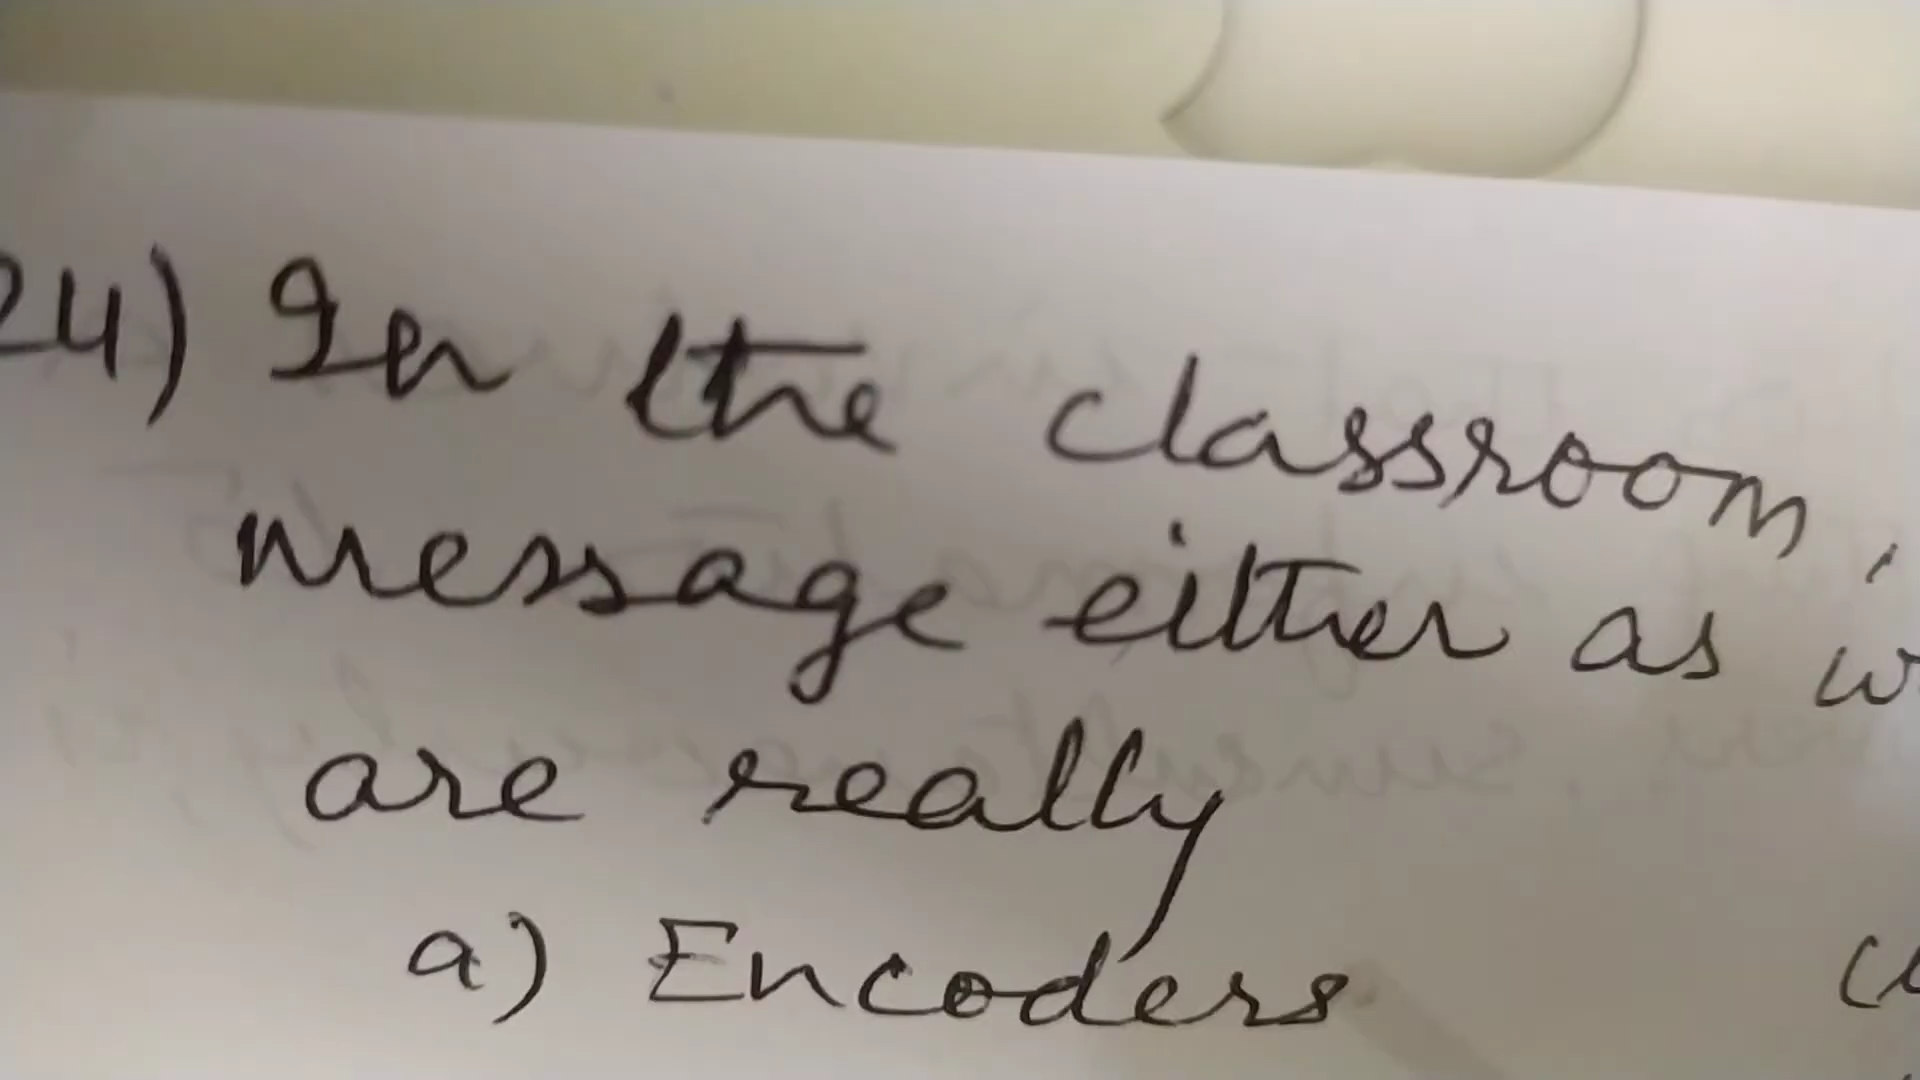 24) In the classroom,
message either as
are really
a) Encoders